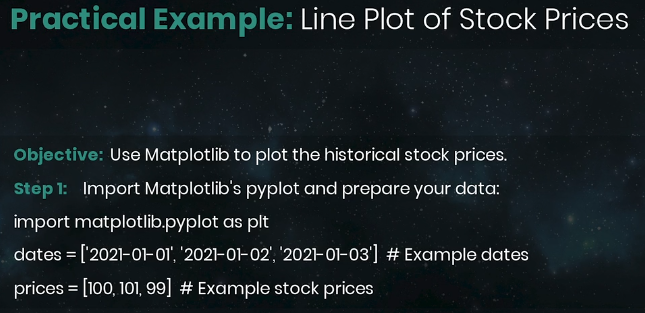 Practical Example: Line Plot of Stock Prices
Objective: Use Matplotlib to plot the historical stock prices.
Step 1: Import Matplotlib's pyplot and prepare your data:
import matplotlib.pyplot as plt
dates = ['2021-01-01', '2021-01-02', '2021-01-03'] # Example dates
prices = [100, 101, 99] # Example stock prices